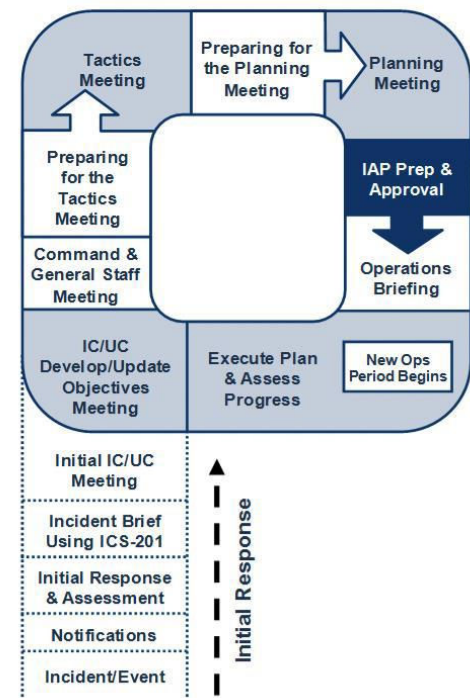 Tactics
Meeting
Preparing for
the Planning
Meeting
Planning
Meeting
Preparing
for the
Tactics
Meeting
IAP Prep &
Approval
Command &
General Staff
Meeting
Operations
Briefing
IC/UC
Develop/Update
Objectives
Meeting
Execute Plan
& Assess
Progress
New Ops
Period Begins
Initial IC/UC
Meeting
Incident Brief
Using ICS-201
Initial Response
& Assessment
Notifications
Incident/Event
Initial Response